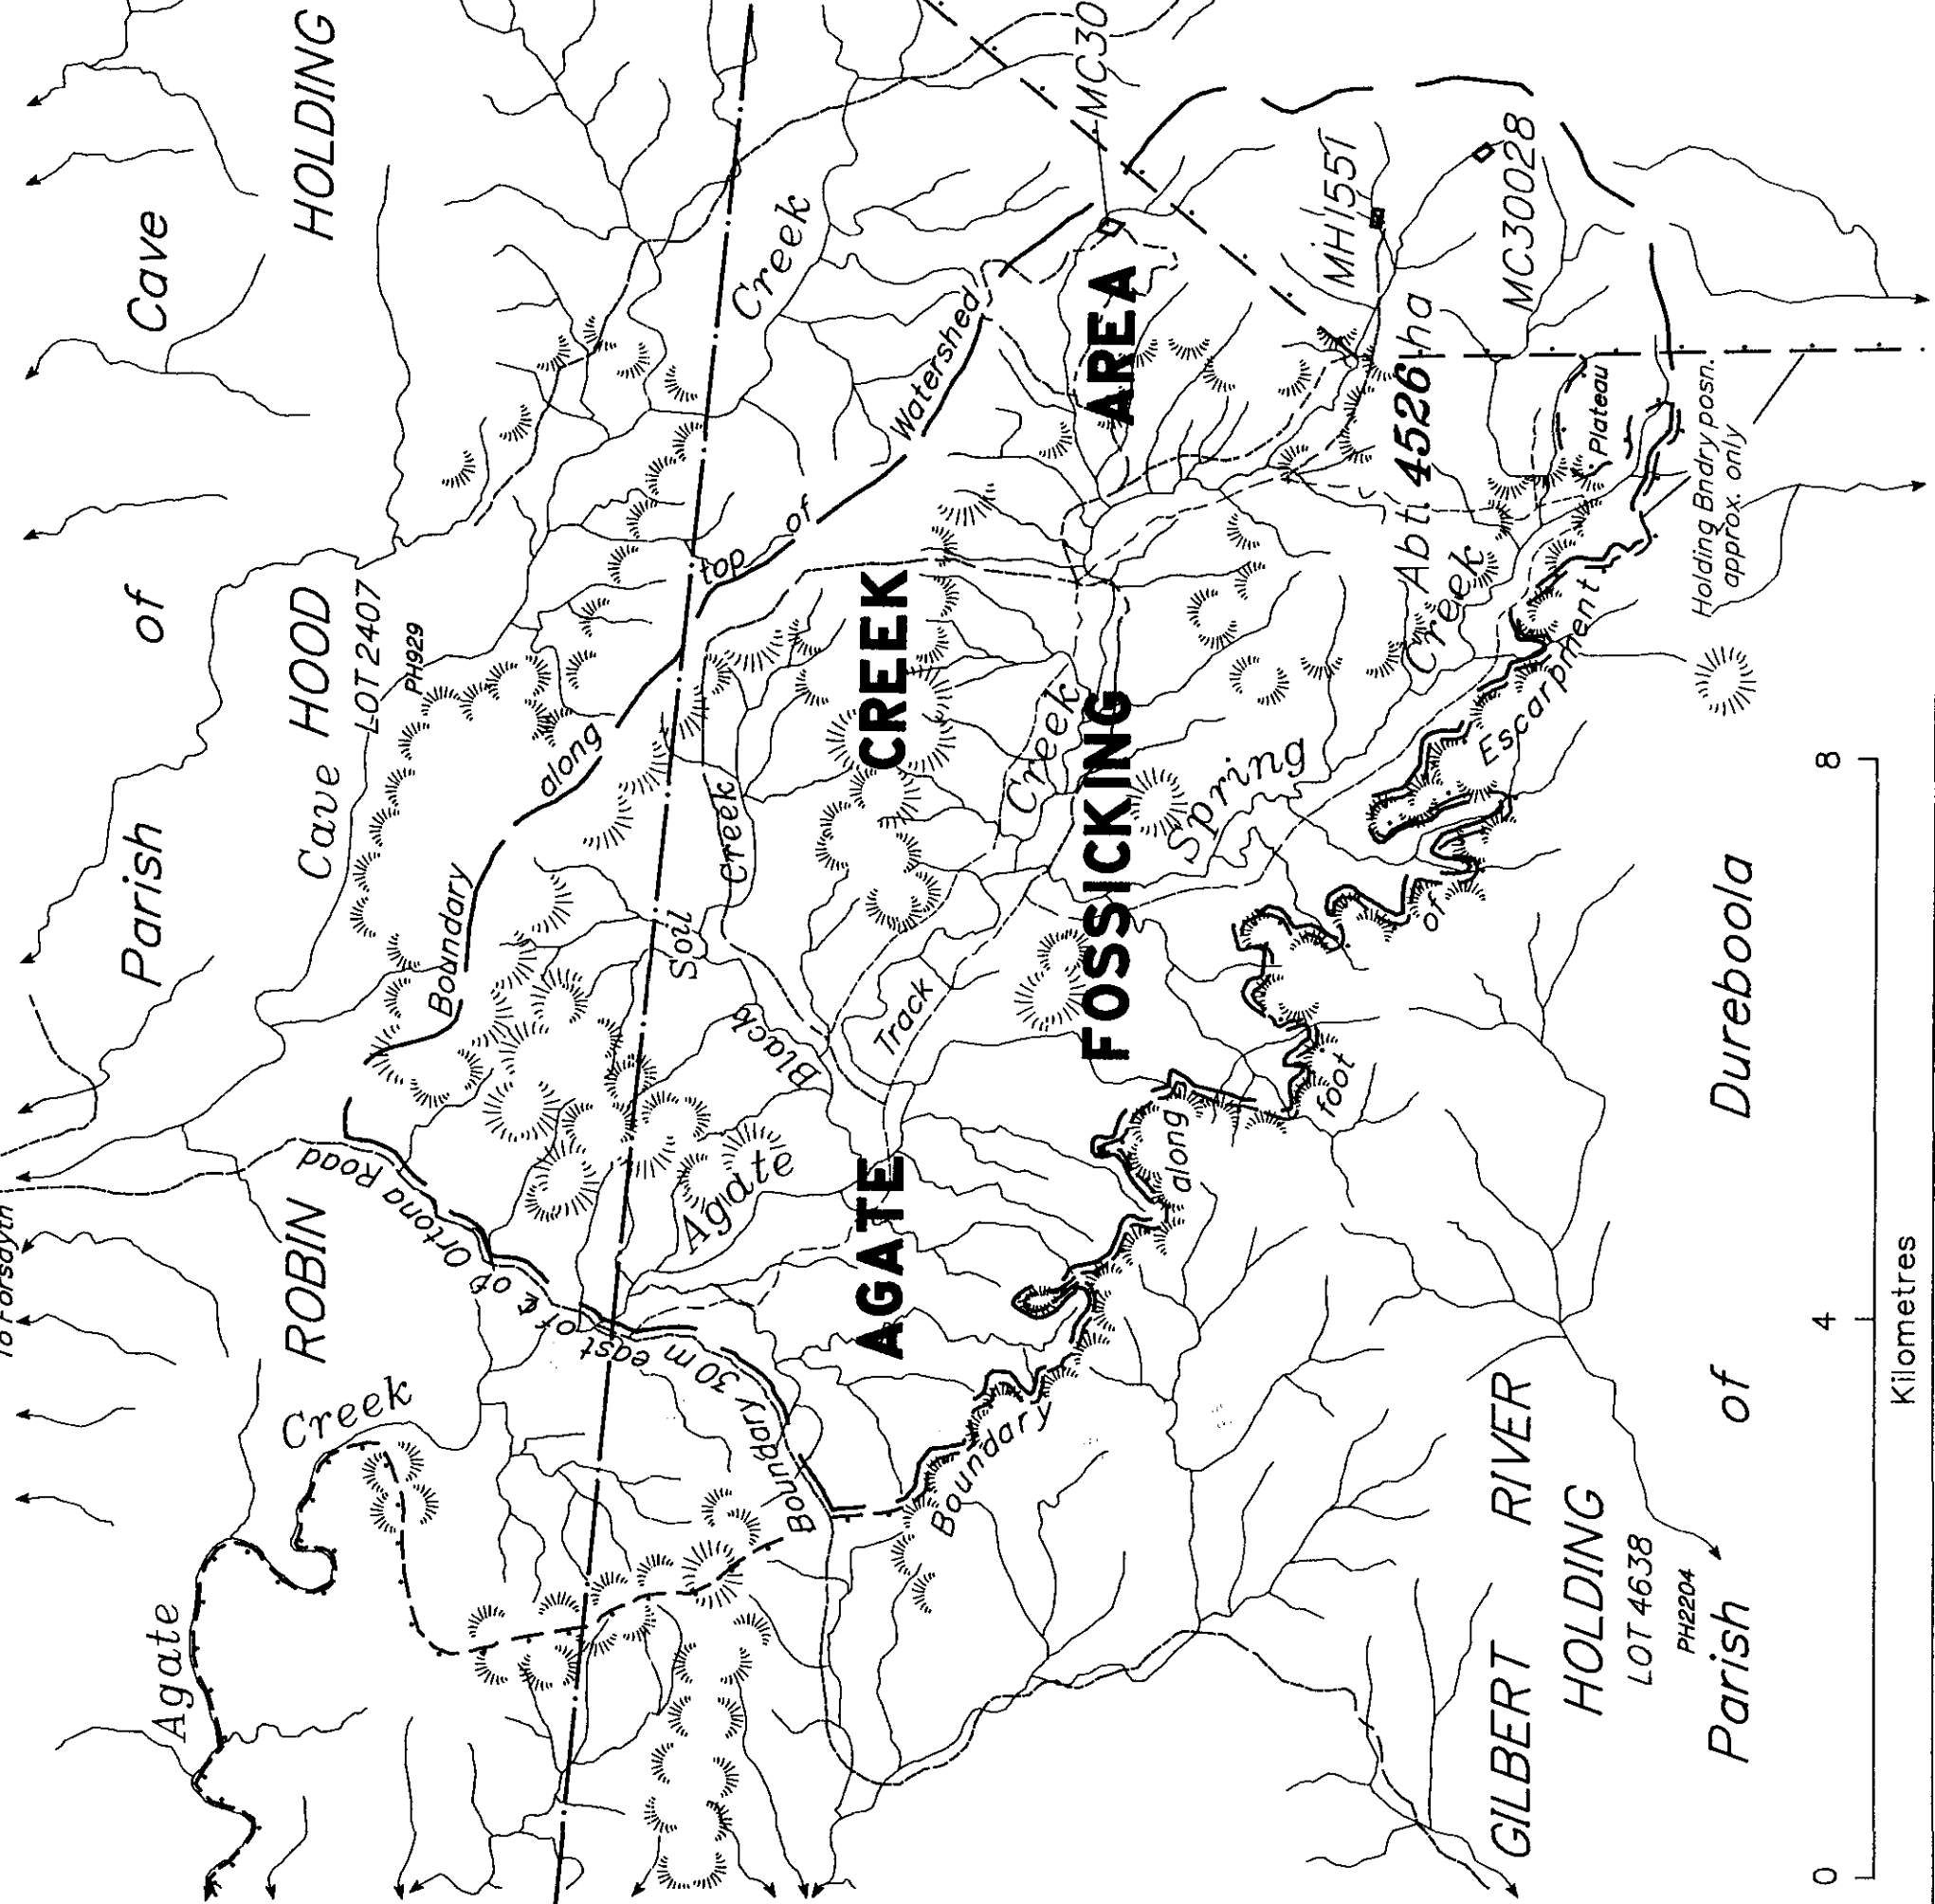 To Forsayth
Parish of Cave
Agate Creek
ROBIN HOOD HOLDING
Cave
LOT 2407
PH929
Boundary 30 m east of € of Ortona Road
Boundary along top of Watershed
Soil Creek
Creek
Agate
Black
Creek
Track
AGATE CREEK
FOSSICKING AREA
Spring Creek
Abt. 4526 ha
MC30
MH1551
MC30028
Plateau
Boundary along foot of Escarpment
Holding Bndry posn.
approx. only
GILBERT RIVER
HOLDING
LOT 4638
PH2204
Parish of Dureboola
0 4 8
Kilometres